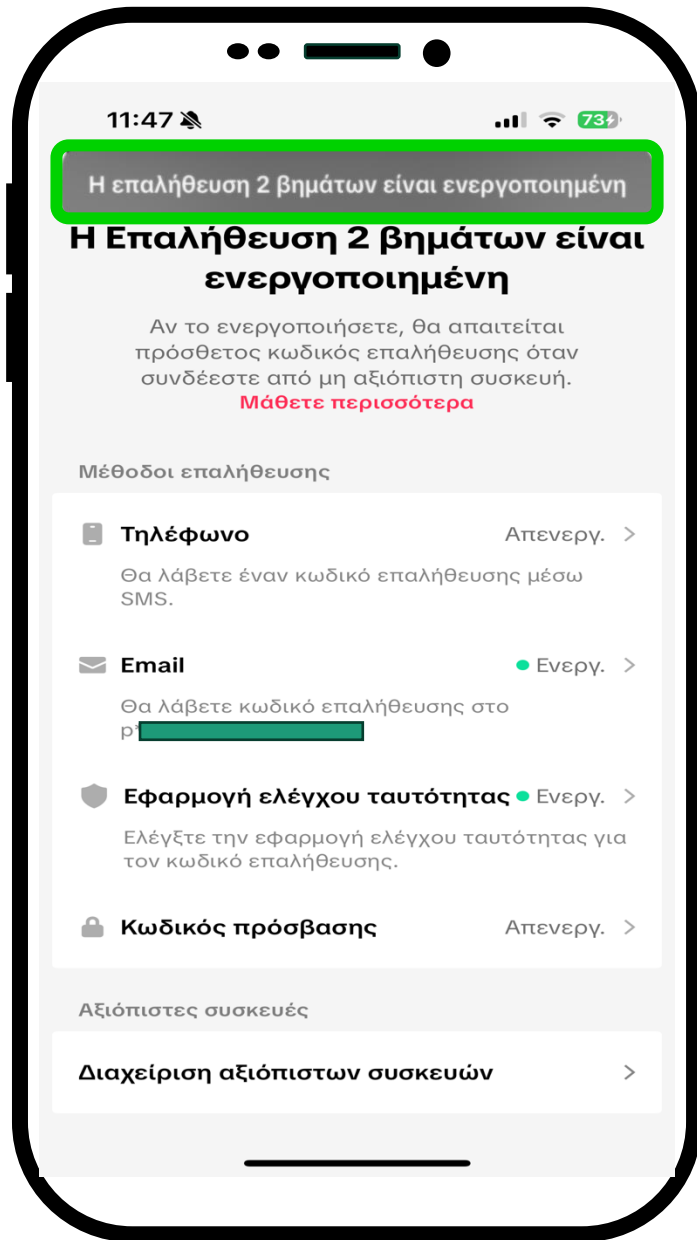 11:47
73
Η επαλήθευση 2 βημάτων είναι ενεργοποιημένη
Η Επαλήθευση 2 βημάτων είναι
ενεργοποιημένη
Αν το ενεργοποιήσετε, θα απαιτείται
πρόσθετος κωδικός επαλήθευσης όταν
συνδέεστε από μη αξιόπιστη συσκευή.
Μάθετε περισσότερα
Μέθοδοι επαλήθευσης
Τηλέφωνο Απενεργ.
Θα λάβετε έναν κωδικό επαλήθευσης μέσω
SMS.
Email Ενεργ.
Θα λάβετε κωδικό επαλήθευσης στο
p*
Εφαρμογή ελέγχου ταυτότητας Ενεργ.
Ελέγξτε την εφαρμογή ελέγχου ταυτότητας για
τον κωδικό επαλήθευσης.
Κωδικός πρόσβασης Απενεργ.
Αξιόπιστες συσκευές
Διαχείριση αξιόπιστων συσκευών